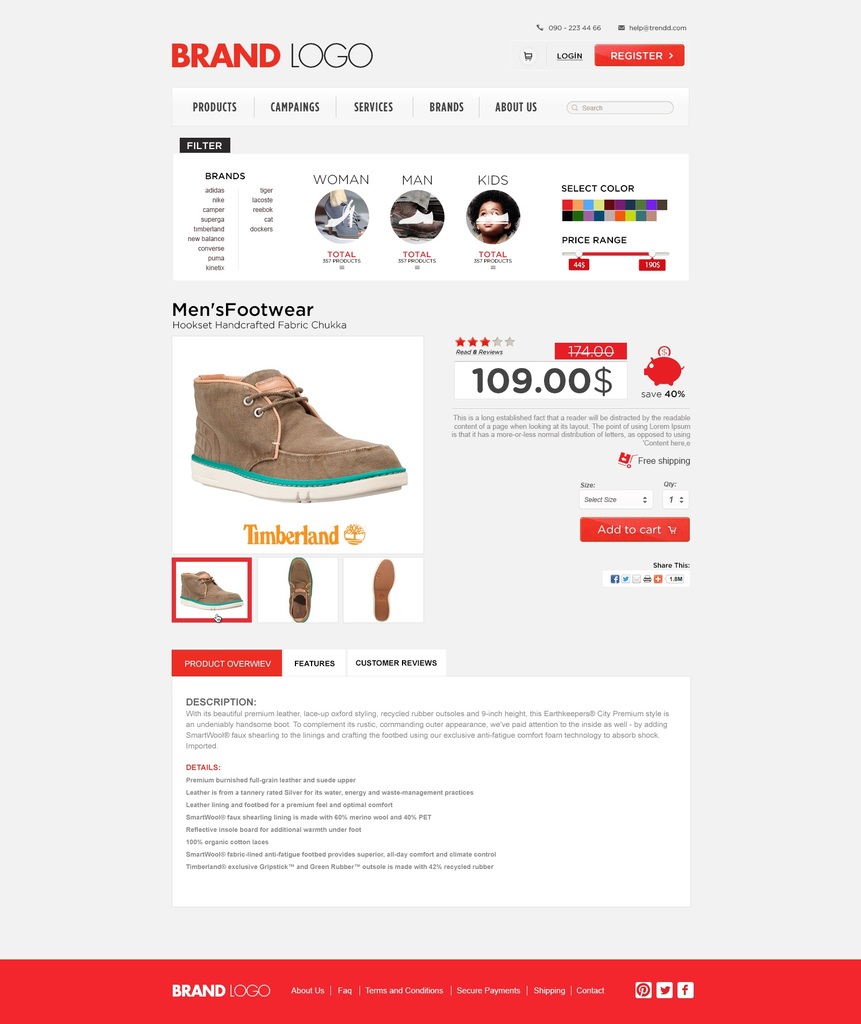 090 - 223 44 66
help@trendd.com
BRAND LOGO
LOGİN
REGISTER
PRODUCTS
CAMPAINGS
SERVICES
BRANDS
ABOUT US
Search
FILTER
BRANDS
adidas
nike
camper
superga
timberland
new balance
converse
puma
kinetix
tiger
lacoste
reebok
cat
dockers
WOMAN
TOTAL
357 PRODUCTS
MAN
TOTAL
357 PRODUCTS
KIDS
TOTAL
357 PRODUCTS
SELECT COLOR
PRICE RANGE
44$
190$
Men'sFootwear
Hookset Handcrafted Fabric Chukka
Timberland
Read 8 Reviews
174.00
109.00$
save 40%
This is a long established fact that a reader will be distracted by the readable
content of a page when looking at its layout. The point of using Lorem Ipsum
is that it has a more-or-less normal distribution of letters, as opposed to using
'Content here,e
Free shipping
Size:
Select Size
Qty:
1
Add to cart
Share This:
1.8M
PRODUCT OVERWIEV
FEATURES
CUSTOMER REVIEWS
DESCRIPTION:
With its beautiful premium leather, lace-up oxford styling, recycled rubber outsoles and 9-inch height, this Earthkeepers® City Premium style is
an undeniably handsome boot. To complement its rustic, commanding outer appearance, we've paid attention to the inside as well - by adding
SmartWool® faux shearling to the linings and crafting the footbed using our exclusive anti-fatigue comfort foam technology to absorb shock.
Imported.
DETAILS:
Premium burnished full-grain leather and suede upper
Leather is from a tannery rated Silver for its water, energy and waste-management practices
Leather lining and footbed for a premium feel and optimal comfort
SmartWool® faux shearling lining is made with 60% merino wool and 40% PET
Reflective insole board for additional warmth under foot
100% organic cotton laces
SmartWool® fabric-lined anti-fatigue footbed provides superior, all-day comfort and climate control
Timberland® exclusive Gripstick™ and Green Rubber™ outsole is made with 42% recycled rubber
BRAND LOGO
About Us
Faq
Terms and Conditions
Secure Payments
Shipping
Contact